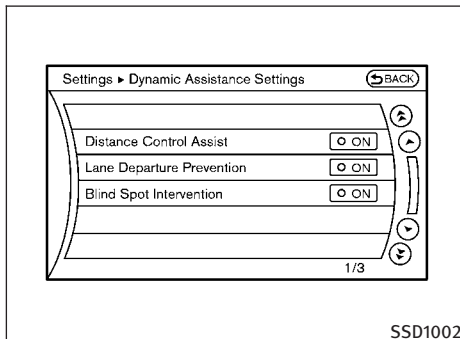 Settings ▸ Dynamic Assistance Settings BACK
Distance Control Assist ON
Lane Departure Prevention ON
Blind Spot Intervention ON
1/3
SSD1002